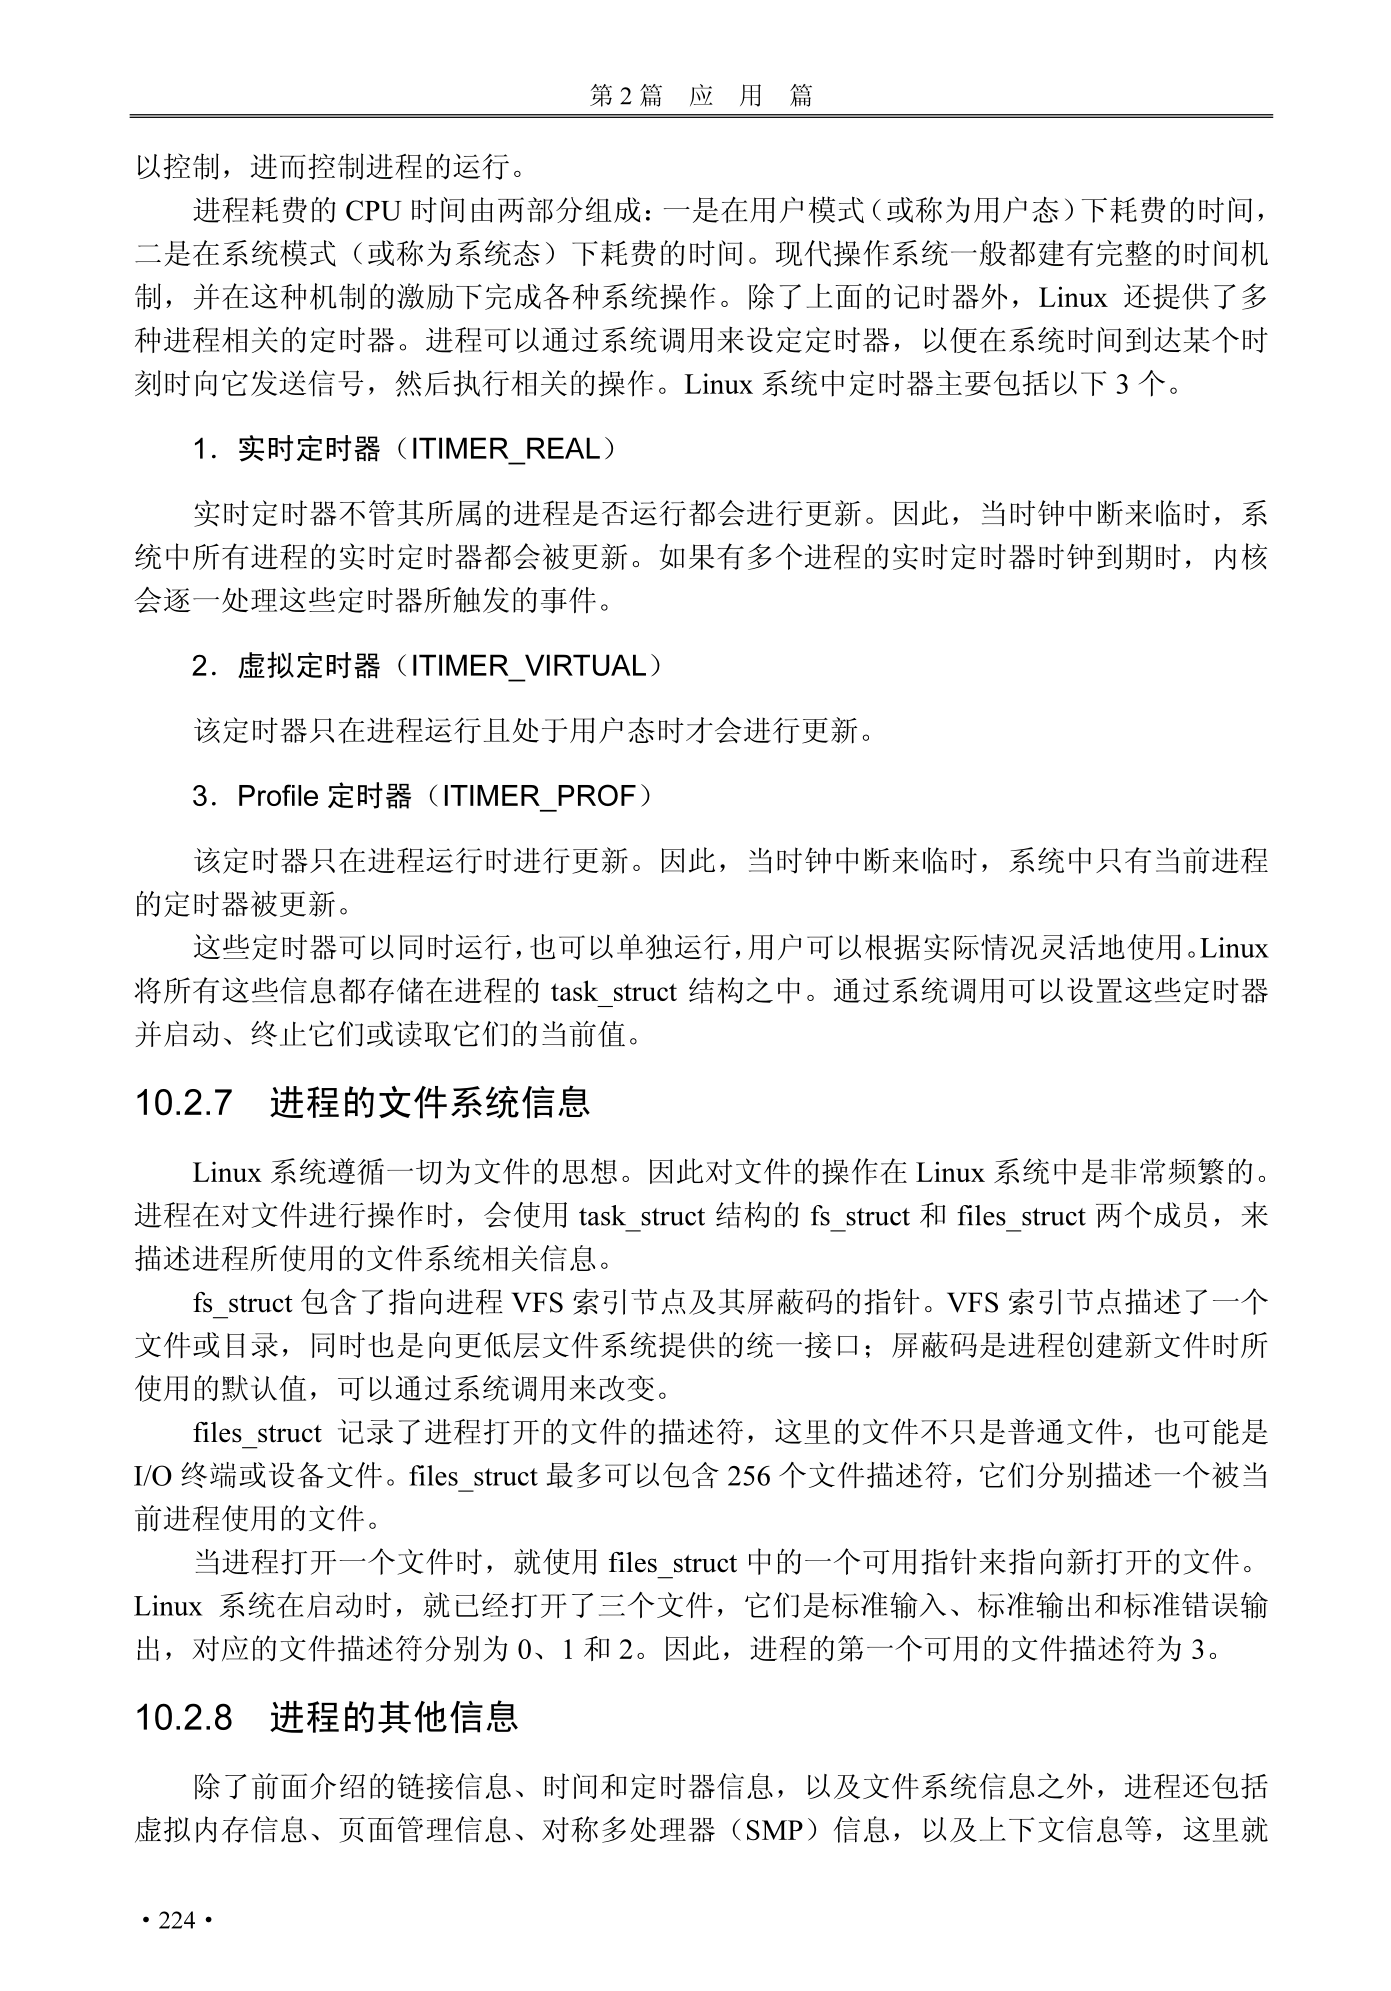 第 2 篇　应　用　篇
以控制，进而控制进程的运行。
进程耗费的 CPU 时间由两部分组成：一是在用户模式（或称为用户态）下耗费的时间，
二是在系统模式（或称为系统态）下耗费的时间。现代操作系统一般都建有完整的时间机
制，并在这种机制的激励下完成各种系统操作。除了上面的记时器外，Linux 还提供了多
种进程相关的定时器。进程可以通过系统调用来设定定时器，以便在系统时间到达某个时
刻时向它发送信号，然后执行相关的操作。Linux 系统中定时器主要包括以下 3 个。
1．实时定时器（ITIMER_REAL）
实时定时器不管其所属的进程是否运行都会进行更新。因此，当时钟中断来临时，系
统中所有进程的实时定时器都会被更新。如果有多个进程的实时定时器时钟到期时，内核
会逐一处理这些定时器所触发的事件。
2．虚拟定时器（ITIMER_VIRTUAL）
该定时器只在进程运行且处于用户态时才会进行更新。
3．Profile 定时器（ITIMER_PROF）
该定时器只在进程运行时进行更新。因此，当时钟中断来临时，系统中只有当前进程
的定时器被更新。
这些定时器可以同时运行，也可以单独运行，用户可以根据实际情况灵活地使用。Linux
将所有这些信息都存储在进程的 task_struct 结构之中。通过系统调用可以设置这些定时器
并启动、终止它们或读取它们的当前值。
10.2.7　进程的文件系统信息
Linux 系统遵循一切为文件的思想。因此对文件的操作在 Linux 系统中是非常频繁的。
进程在对文件进行操作时，会使用 task_struct 结构的 fs_struct 和 files_struct 两个成员，来
描述进程所使用的文件系统相关信息。
fs_struct 包含了指向进程 VFS 索引节点及其屏蔽码的指针。VFS 索引节点描述了一个
文件或目录，同时也是向更低层文件系统提供的统一接口；屏蔽码是进程创建新文件时所
使用的默认值，可以通过系统调用来改变。
files_struct 记录了进程打开的文件的描述符，这里的文件不只是普通文件，也可能是
I/O 终端或设备文件。files_struct 最多可以包含 256 个文件描述符，它们分别描述一个被当
前进程使用的文件。
当进程打开一个文件时，就使用 files_struct 中的一个可用指针来指向新打开的文件。
Linux 系统在启动时，就已经打开了三个文件，它们是标准输入、标准输出和标准错误输
出，对应的文件描述符分别为 0、1 和 2。因此，进程的第一个可用的文件描述符为 3。
10.2.8　进程的其他信息
除了前面介绍的链接信息、时间和定时器信息，以及文件系统信息之外，进程还包括
虚拟内存信息、页面管理信息、对称多处理器（SMP）信息，以及上下文信息等，这里就
· 224 ·